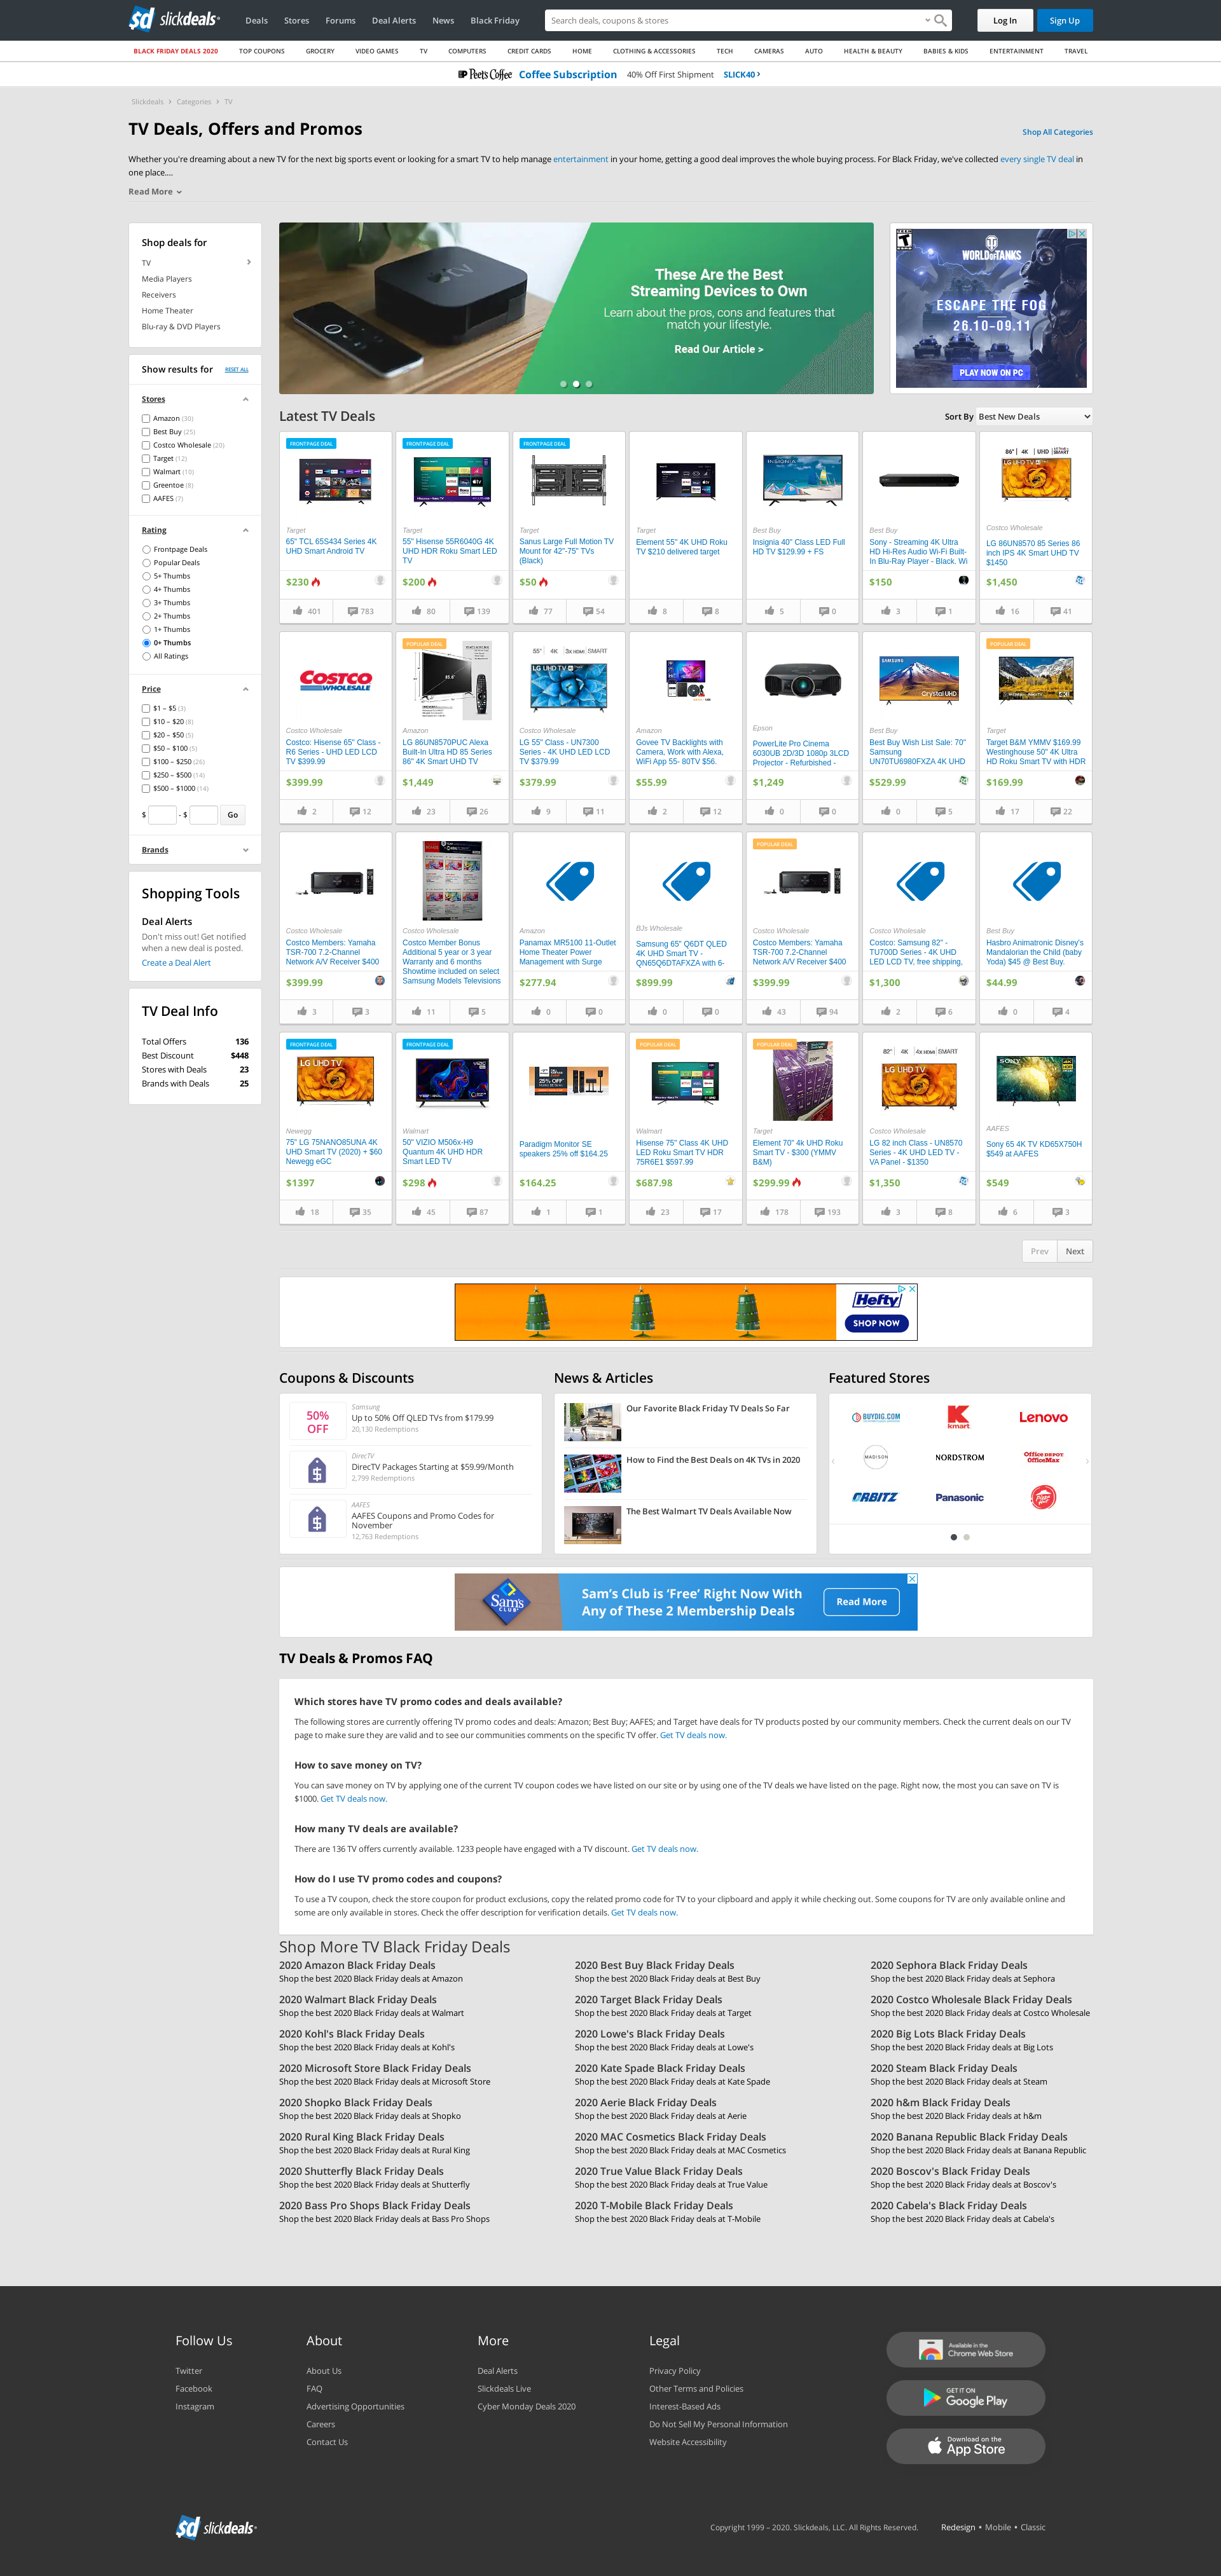 slickdeals
Deals
Stores
Forums
Deal Alerts
News
Black Friday
Search deals, coupons & stores
Log In
Sign Up
BLACK FRIDAY DEALS 2020
TOP COUPONS
GROCERY
VIDEO GAMES
TV
COMPUTERS
CREDIT CARDS
HOME
CLOTHING & ACCESSORIES
TECH
CAMERAS
AUTO
HEALTH & BEAUTY
BABIES & KIDS
ENTERTAINMENT
TRAVEL
Peet's Coffee Coffee Subscription 40% Off First Shipment SLICK40 >
Slickdeals > Categories > TV
TV Deals, Offers and Promos
Shop All Categories
Whether you're dreaming about a new TV for the next big sports event or looking for a smart TV to help manage entertainment in your home, getting a good deal improves the whole buying process. For Black Friday, we've collected every single TV deal in
one place....
Read More
Shop deals for
TV
Media Players
Receivers
Home Theater
Blu-ray & DVD Players
Show results for
RESET ALL
Stores
Amazon (30)
Best Buy (25)
Costco Wholesale (20)
Target (12)
Walmart (10)
Greentoe (8)
AAFES (7)
Rating
Frontpage Deals
Popular Deals
5+ Thumbs
4+ Thumbs
3+ Thumbs
2+ Thumbs
1+ Thumbs
0+ Thumbs
All Ratings
Price
$1 – $5 (3)
$10 – $20 (8)
$20 – $50 (5)
$50 – $100 (5)
$100 – $250 (26)
$250 – $500 (14)
$500 – $1000 (14)
$ - $ Go
Brands
Shopping Tools
Deal Alerts
Don't miss out! Get notified
when a new deal is posted.
Create a Deal Alert
TV Deal Info
Total Offers 136
Best Discount $448
Stores with Deals 23
Brands with Deals 25
These Are the Best
Streaming Devices to Own
Learn about the pros, cons and features that
match your lifestyle.
Read Our Article >
WORLD OF TANKS
ESCAPE THE FOG
26.10-09.11
PLAY NOW ON PC
Latest TV Deals
Sort By Best New Deals
FRONTPAGE DEAL
Target
65" TCL 65S434 Series 4K
UHD Smart Android TV
$230
401 783
FRONTPAGE DEAL
Target
55" Hisense 55R6040G 4K
UHD HDR Roku Smart LED
TV
$200
80 139
FRONTPAGE DEAL
Target
Sanus Large Full Motion TV
Mount for 42"-75" TVs
(Black)
$50
77 54
Target
Element 55" 4K UHD Roku
TV $210 delivered target
8 8
INSIGNIA
Best Buy
Insignia 40" Class LED Full
HD TV $129.99 + FS
5 0
Best Buy
Sony - Streaming 4K Ultra
HD Hi-Res Audio Wi-Fi Built-
In Blu-Ray Player - Black. Wi
$150
3 1
86" 4K UHD SMART
LG UHD TV
Costco Wholesale
LG 86UN8570 85 Series 86
inch IPS 4K Smart UHD TV
$1450
$1,450
16 41
COSTCO
WHOLESALE
Costco Wholesale
Costco: Hisense 65" Class -
R6 Series - UHD LED LCD
TV $399.99
$399.99
2 12
POPULAR DEAL
Amazon
LG 86UN8570PUC Alexa
Built-In Ultra HD 85 Series
86" 4K Smart UHD TV
$1,449
23 26
55" 4K 3x HDMI SMART
LG UHD TV
Costco Wholesale
LG 55" Class - UN7300
Series - 4K UHD LED LCD
TV $379.99
$379.99
9 11
Amazon
Govee TV Backlights with
Camera, Work with Alexa,
WiFi App 55- 80TV $56.
$55.99
2 12
Epson
PowerLite Pro Cinema
6030UB 2D/3D 1080p 3LCD
Projector - Refurbished -
$1,249
0 0
SAMSUNG
Crystal UHD
Best Buy
Best Buy Wish List Sale: 70"
Samsung
UN70TU6980FXZA 4K UHD
$529.99
0 5
POPULAR DEAL
Target
Target B&M YMMV $169.99
Westinghouse 50" 4K Ultra
HD Roku Smart TV with HDR
$169.99
17 22
Costco Wholesale
Costco Members: Yamaha
TSR-700 7.2-Channel
Network A/V Receiver $400
$399.99
3 3
Costco Wholesale
Costco Member Bonus
Additional 5 year or 3 year
Warranty and 6 months
Showtime included on select
Samsung Models Televisions
11 5
Amazon
Panamax MR5100 11-Outlet
Home Theater Power
Management with Surge
$277.94
0 0
BJs Wholesale
Samsung 65" Q6DT QLED
4K UHD Smart TV -
QN65Q6DTAFXZA with 6-
$899.99
0 0
POPULAR DEAL
Costco Wholesale
Costco Members: Yamaha
TSR-700 7.2-Channel
Network A/V Receiver $400
$399.99
43 94
Costco Wholesale
Costco: Samsung 82" -
TU700D Series - 4K UHD
LED LCD TV, free shipping,
$1,300
2 6
Best Buy
Hasbro Animatronic Disney's
Mandalorian the Child (baby
Yoda) $45 @ Best Buy.
$44.99
0 4
FRONTPAGE DEAL
LG UHD TV
Newegg
75" LG 75NANO85UNA 4K
UHD Smart TV (2020) + $60
Newegg eGC
$1397
18 35
FRONTPAGE DEAL
Walmart
50" VIZIO M506x-H9
Quantum 4K UHD HDR
Smart LED TV
$298
45 87
25% OFF
Paradigm Monitor SE
speakers 25% off $164.25
$164.25
1 1
POPULAR DEAL
Walmart
Hisense 75" Class 4K UHD
LED Roku Smart TV HDR
75R6E1 $597.99
$687.98
23 17
POPULAR DEAL
Target
Element 70" 4k UHD Roku
Smart TV - $300 (YMMV
B&M)
$299.99
178 193
82" 4K 4x HDMI SMART
LG UHD TV
Costco Wholesale
LG 82 inch Class - UN8570
Series - 4K UHD LED TV -
VA Panel - $1350
$1,350
3 8
SONY
AAFES
Sony 65 4K TV KD65X750H
$549 at AAFES
$549
6 3
Prev Next
Hefty
SHOP NOW
Coupons & Discounts
50%
OFF
Samsung
Up to 50% Off QLED TVs from $179.99
20,130 Redemptions
DirecTV
DirecTV Packages Starting at $59.99/Month
2,799 Redemptions
AAFES
AAFES Coupons and Promo Codes for
November
12,763 Redemptions
News & Articles
Our Favorite Black Friday TV Deals So Far
How to Find the Best Deals on 4K TVs in 2020
The Best Walmart TV Deals Available Now
Featured Stores
BUYDIG.COM
kmart
Lenovo
MADISON
NORDSTROM
Office DEPOT
OfficeMax
ORBITZ
Panasonic
Pizza Hut
Sam's
CLUB
Sam's Club is 'Free' Right Now With
Any of These 2 Membership Deals
Read More
TV Deals & Promos FAQ
Which stores have TV promo codes and deals available?
The following stores are currently offering TV promo codes and deals: Amazon; Best Buy; AAFES; and Target have deals for TV products posted by our community members. Check the current deals on our TV
page to make sure they are valid and to see our communities comments on the specific TV offer. Get TV deals now.
How to save money on TV?
You can save money on TV by applying one of the current TV coupon codes we have listed on our site or by using one of the TV deals we have listed on the page. Right now, the most you can save on TV is
$1000. Get TV deals now.
How many TV deals are available?
There are 136 TV offers currently available. 1233 people have engaged with a TV discount. Get TV deals now.
How do I use TV promo codes and coupons?
To use a TV coupon, check the store coupon for product exclusions, copy the related promo code for TV to your clipboard and apply it while checking out. Some coupons for TV are only available online and
some are only available in stores. Check the offer description for verification details. Get TV deals now.
Shop More TV Black Friday Deals
2020 Amazon Black Friday Deals
Shop the best 2020 Black Friday deals at Amazon
2020 Best Buy Black Friday Deals
Shop the best 2020 Black Friday deals at Best Buy
2020 Sephora Black Friday Deals
Shop the best 2020 Black Friday deals at Sephora
2020 Walmart Black Friday Deals
Shop the best 2020 Black Friday deals at Walmart
2020 Target Black Friday Deals
Shop the best 2020 Black Friday deals at Target
2020 Costco Wholesale Black Friday Deals
Shop the best 2020 Black Friday deals at Costco Wholesale
2020 Kohl's Black Friday Deals
Shop the best 2020 Black Friday deals at Kohl's
2020 Lowe's Black Friday Deals
Shop the best 2020 Black Friday deals at Lowe's
2020 Big Lots Black Friday Deals
Shop the best 2020 Black Friday deals at Big Lots
2020 Microsoft Store Black Friday Deals
Shop the best 2020 Black Friday deals at Microsoft Store
2020 Kate Spade Black Friday Deals
Shop the best 2020 Black Friday deals at Kate Spade
2020 Steam Black Friday Deals
Shop the best 2020 Black Friday deals at Steam
2020 Shopko Black Friday Deals
Shop the best 2020 Black Friday deals at Shopko
2020 Aerie Black Friday Deals
Shop the best 2020 Black Friday deals at Aerie
2020 h&m Black Friday Deals
Shop the best 2020 Black Friday deals at h&m
2020 Rural King Black Friday Deals
Shop the best 2020 Black Friday deals at Rural King
2020 MAC Cosmetics Black Friday Deals
Shop the best 2020 Black Friday deals at MAC Cosmetics
2020 Banana Republic Black Friday Deals
Shop the best 2020 Black Friday deals at Banana Republic
2020 Shutterfly Black Friday Deals
Shop the best 2020 Black Friday deals at Shutterfly
2020 True Value Black Friday Deals
Shop the best 2020 Black Friday deals at True Value
2020 Boscov's Black Friday Deals
Shop the best 2020 Black Friday deals at Boscov's
2020 Bass Pro Shops Black Friday Deals
Shop the best 2020 Black Friday deals at Bass Pro Shops
2020 T-Mobile Black Friday Deals
Shop the best 2020 Black Friday deals at T-Mobile
2020 Cabela's Black Friday Deals
Shop the best 2020 Black Friday deals at Cabela's
Follow Us
Twitter
Facebook
Instagram
About
About Us
FAQ
Advertising Opportunities
Careers
Contact Us
More
Deal Alerts
Slickdeals Live
Cyber Monday Deals 2020
Legal
Privacy Policy
Other Terms and Policies
Interest-Based Ads
Do Not Sell My Personal Information
Website Accessibility
Available in the
Chrome Web Store
GET IT ON
Google Play
Download on the
App Store
slickdeals
Copyright 1999 – 2020. Slickdeals, LLC. All Rights Reserved.
Redesign • Mobile • Classic